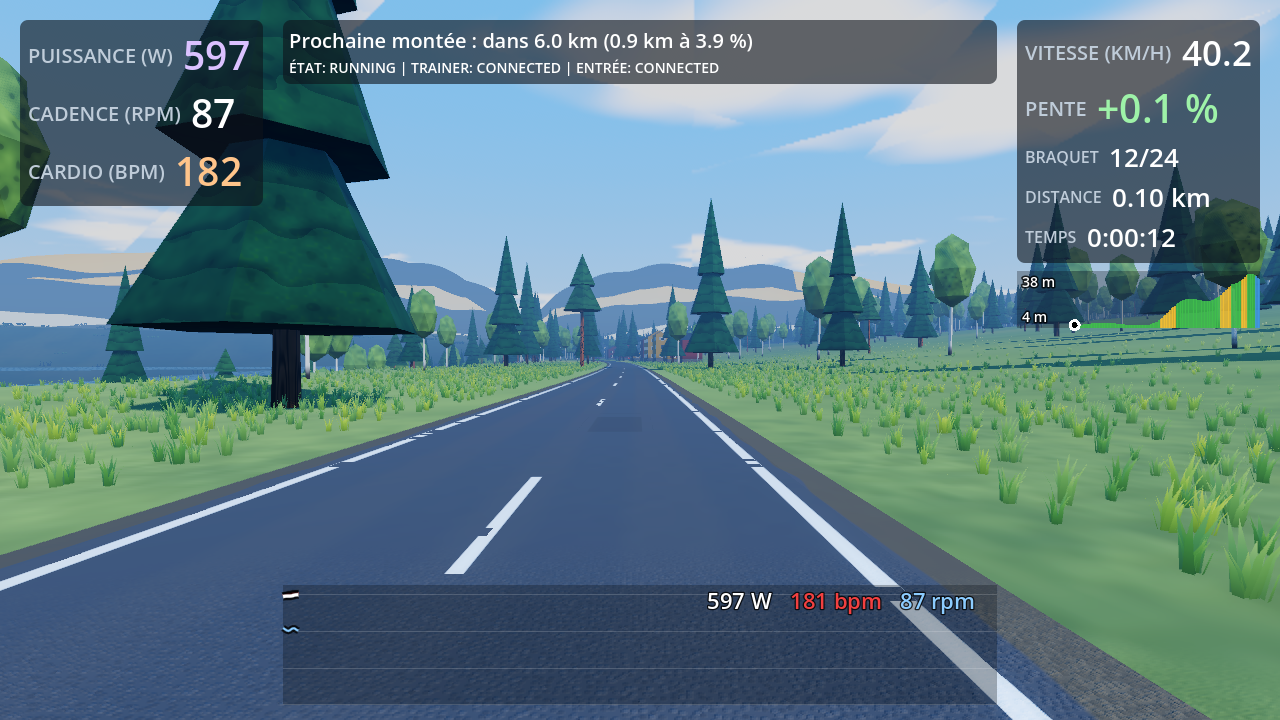 PUISSANCE (W) 597
CADENCE (RPM) 87
CARDIO (BPM) 182
Prochaine montée : dans 6.0 km (0.9 km à 3.9 %)
ÉTAT: RUNNING | TRAINER: CONNECTED | ENTRÉE: CONNECTED
VITESSE (KM/H) 40.2
PENTE +0.1 %
BRAQUET 12/24
DISTANCE 0.10 km
TEMPS 0:00:12
38 m
4 m
597 W 181 bpm 87 rpm